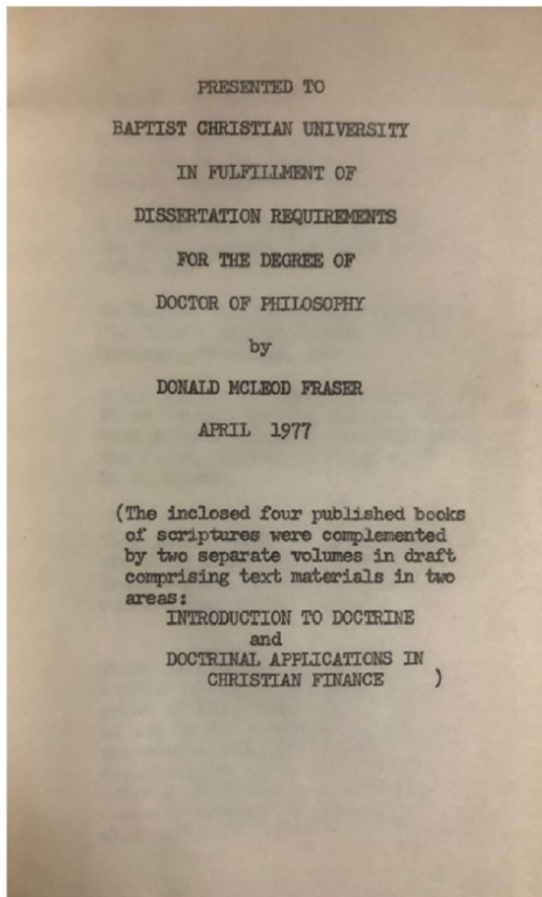 PRESENTED TO
BAPTIST CHRISTIAN UNIVERSITY
IN FULFILLMENT OF
DISSERTATION REQUIREMENTS
FOR THE DEGREE OF
DOCTOR OF PHILOSOPHY
by
DONALD MCLEOD FRASER
APRIL 1977
(The inclosed four published books
of scriptures were complemented
by two separate volumes in draft
comprising text materials in two
areas:
INTRODUCTION TO DOCTRINE
and
DOCTRINAL APPLICATIONS IN
CHRISTIAN FINANCE )